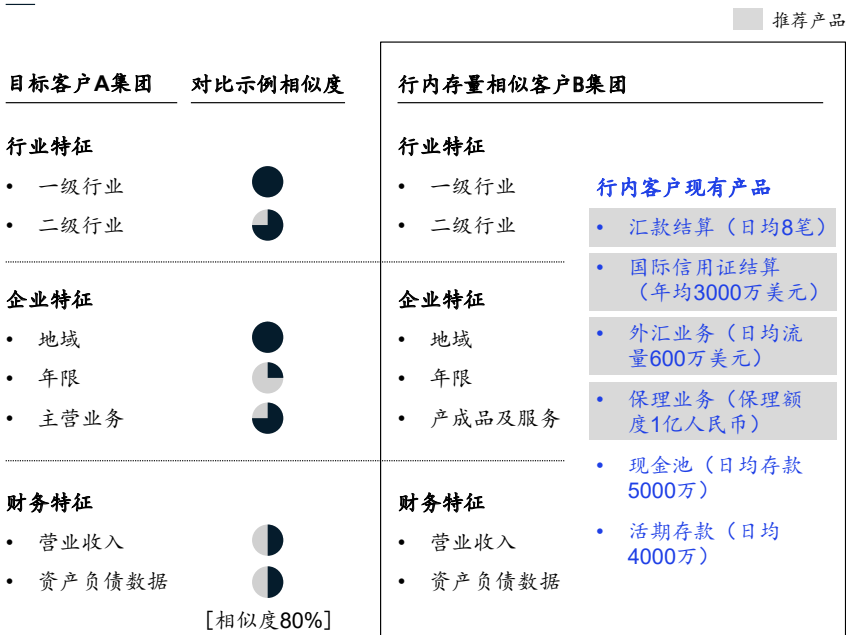 推荐产品
目标客户A集团
对比示例相似度
行业特征
• 一级行业
• 二级行业
企业特征
• 地域
• 年限
• 主营业务
财务特征
• 营业收入
• 资产负债数据
[相似度80%]
行内存量相似客户B集团
行业特征
• 一级行业
• 二级行业
企业特征
• 地域
• 年限
• 产成品及服务
财务特征
• 营业收入
• 资产负债数据
行内客户现有产品
• 汇款结算（日均8笔）
• 国际信用证结算
（年均3000万美元）
• 外汇业务（日均流
量600万美元）
• 保理业务（保理额
度1亿人民币）
• 现金池（日均存款
5000万）
• 活期存款（日均
4000万）